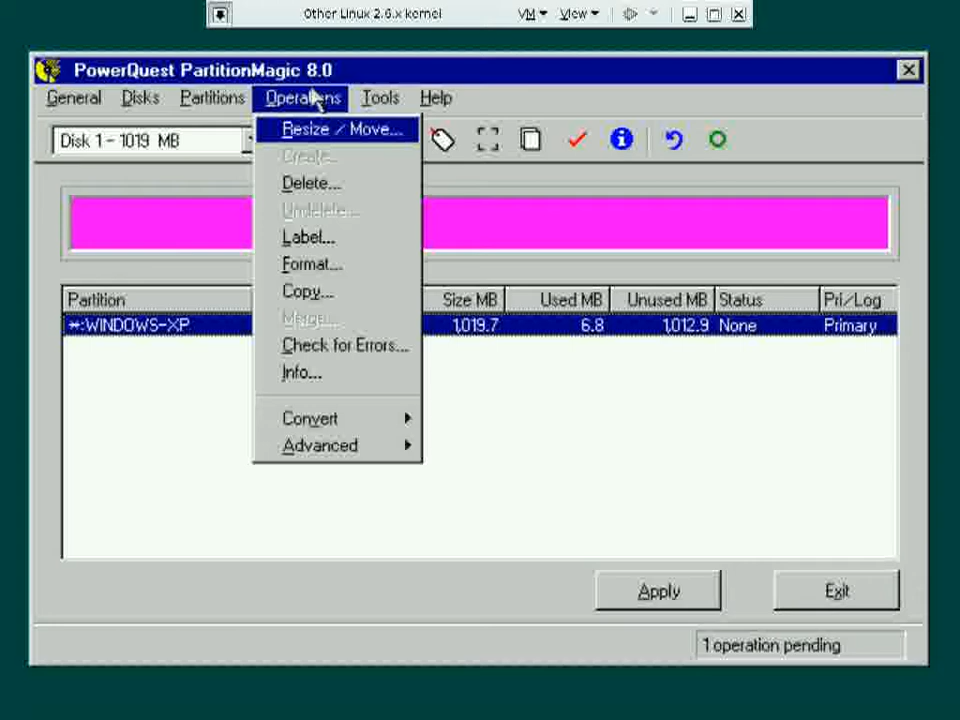 Other Linux 2.6.x kernel
VM
View
PowerQuest PartitionMagic 8.0
General Disks Partitions Operations Tools Help
Disk 1 - 1019 MB
Resize / Move...
Create...
Delete...
Undelete...
Label...
Format...
Copy...
Merge...
Check for Errors...
Info...
Convert
Advanced
Partition Size MB Used MB Unused MB Status Pri/Log
*:WINDOWS-XP 1,019.7 6.8 1,012.9 None Primary
Apply Exit
1 operation pending